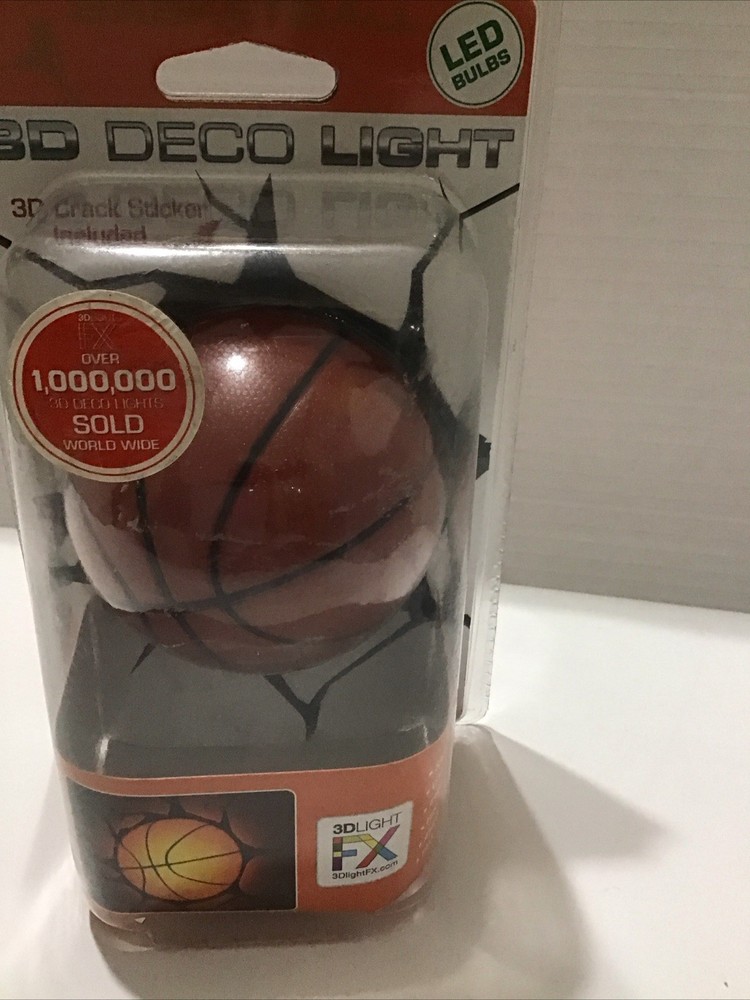 LED
BULBS
3D DECO LIGHT
3D Crack Sticker
Included
3DLIGHT
FX
OVER
1,000,000
3D DECO LIGHTS
SOLD
WORLD WIDE
3DLIGHT
FX
3DlightFX.com